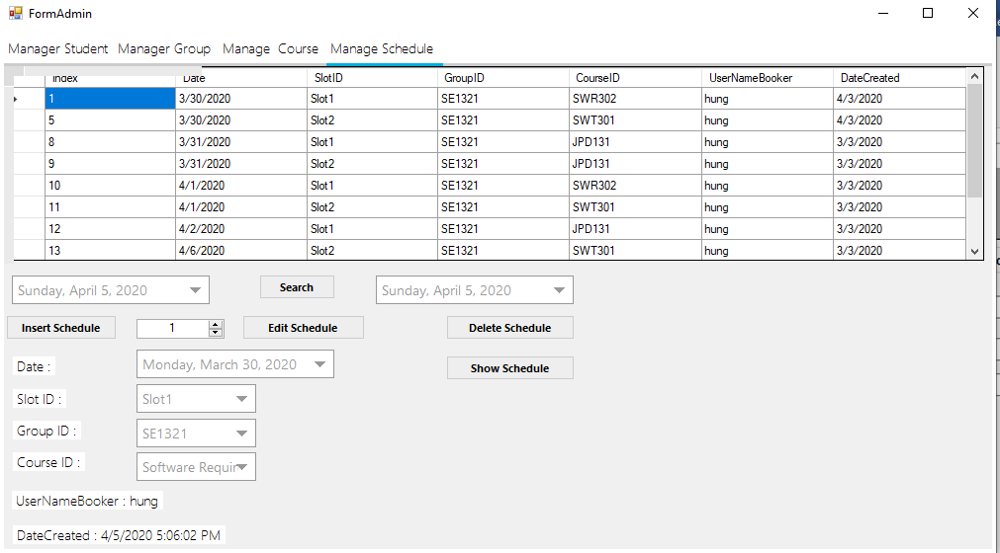 FormAdmin
Manager Student Manager Group Manage Course Manage Schedule
Index Date SlotID GroupID CourseID UserNameBooker DateCreated
1 3/30/2020 Slot1 SE1321 SWR302 hung 4/3/2020
5 3/30/2020 Slot2 SE1321 SWT301 hung 4/3/2020
8 3/31/2020 Slot1 SE1321 JPD131 hung 3/3/2020
9 3/31/2020 Slot2 SE1321 JPD131 hung 3/3/2020
10 4/1/2020 Slot1 SE1321 SWR302 hung 3/3/2020
11 4/1/2020 Slot2 SE1321 SWT301 hung 3/3/2020
12 4/2/2020 Slot1 SE1321 JPD131 hung 3/3/2020
13 4/6/2020 Slot2 SE1321 SWT301 hung 3/3/2020
Sunday, April 5, 2020 Search Sunday, April 5, 2020
Insert Schedule 1 Edit Schedule Delete Schedule
Date : Monday, March 30, 2020 Show Schedule
Slot ID : Slot1
Group ID : SE1321
Course ID : Software Requir
UserNameBooker : hung
DateCreated : 4/5/2020 5:06:02 PM